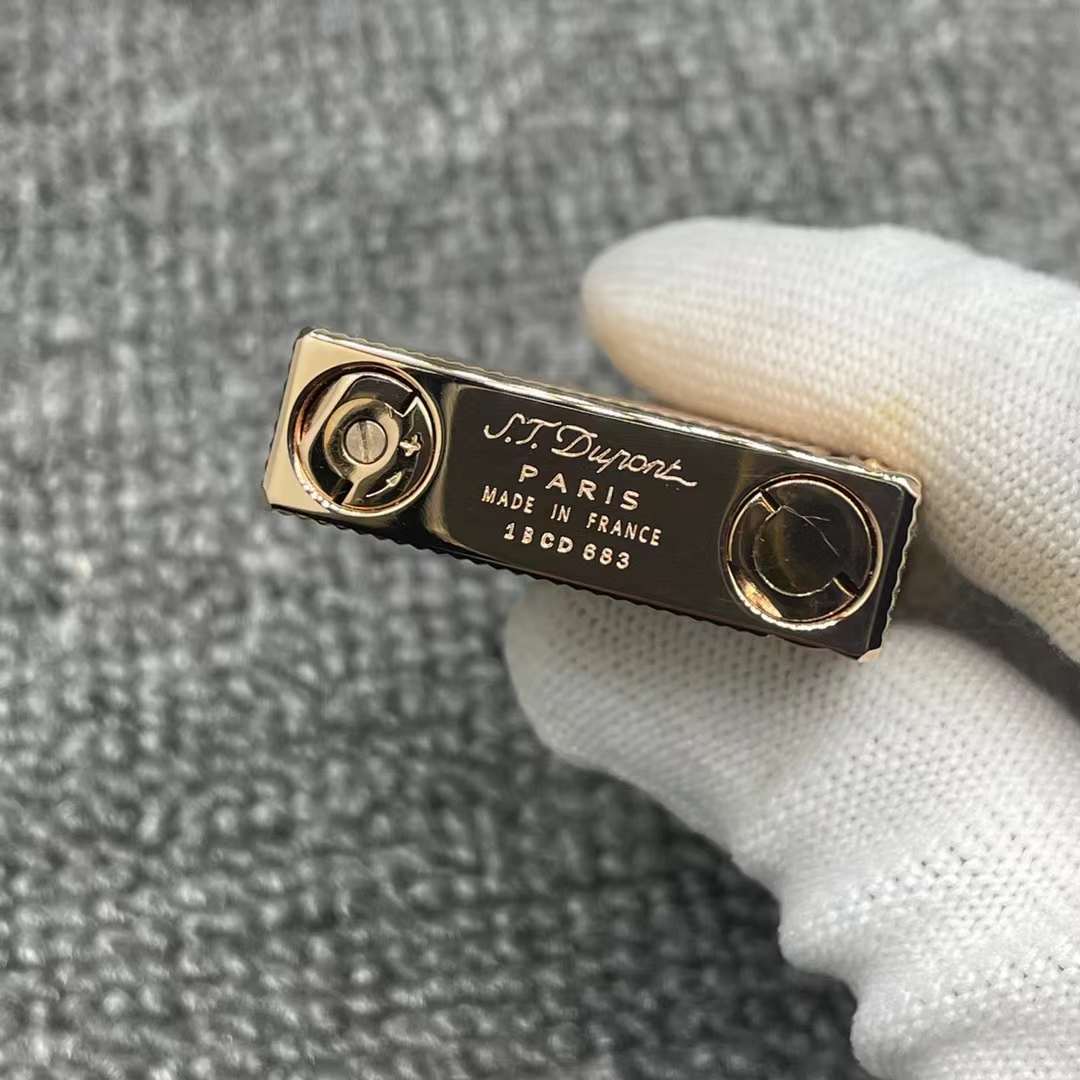 S.T. Dupont
PARIS
MADE IN FRANCE
1BCD683
+